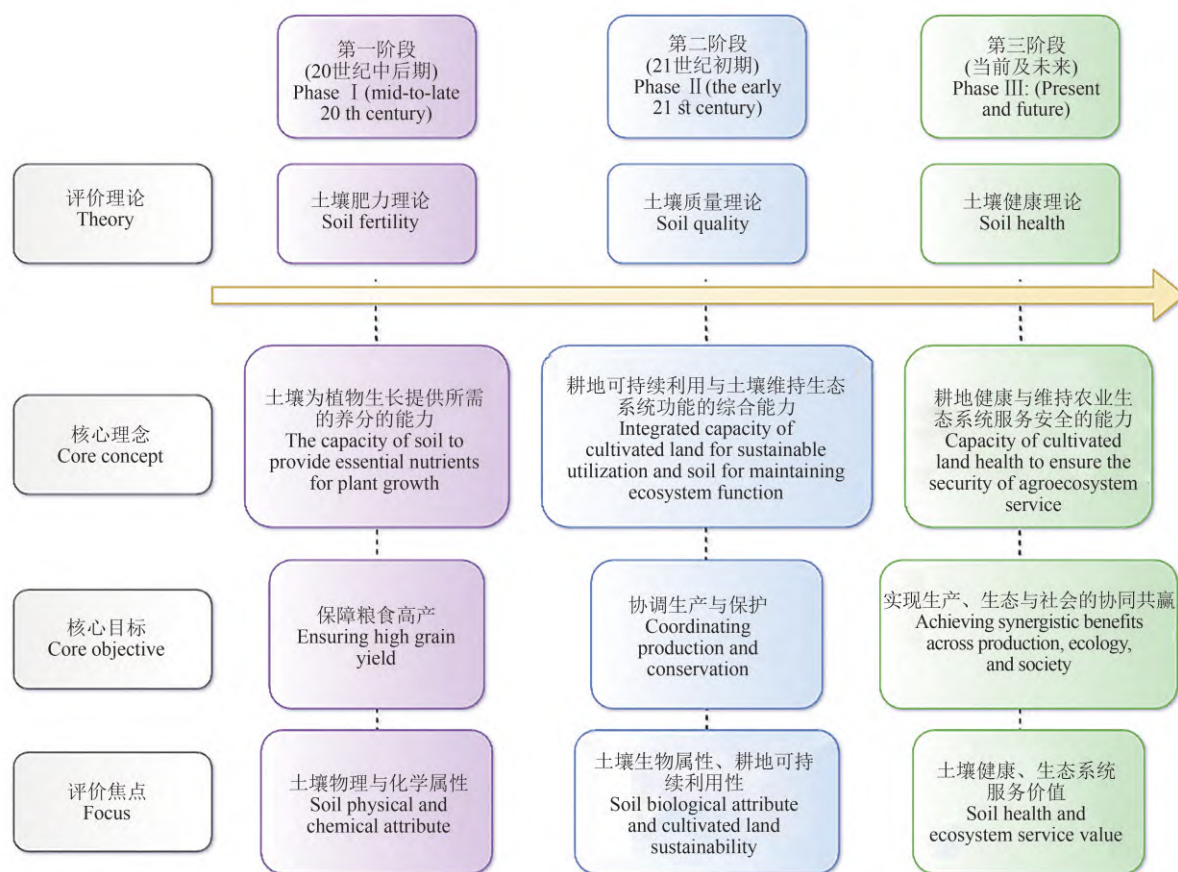 第一阶段
(20世纪中后期)
Phase Ⅰ (mid-to-late
20 th century)
第二阶段
(21世纪初期)
Phase Ⅱ (the early
21 st century)
第三阶段
(当前及未来)
Phase Ⅲ: (Present
and future)
评价理论
Theory
土壤肥力理论
Soil fertility
土壤质量理论
Soil quality
土壤健康理论
Soil health
核心理念
Core concept
土壤为植物生长提供所需
的养分的能力
The capacity of soil to
provide essential nutrients
for plant growth
耕地可持续利用与土壤维持生态
系统功能的综合能力
Integrated capacity of
cultivated land for sustainable
utilization and soil for maintaining
ecosystem function
耕地健康与维持农业生
态系统服务安全的能力
Capacity of cultivated
land health to ensure the
security of agroecosystem
service
核心目标
Core objective
保障粮食高产
Ensuring high grain
yield
协调生产与保护
Coordinating
production and
conservation
实现生产、生态与社会的协同共赢
Achieving synergistic benefits
across production, ecology,
and society
评价焦点
Focus
土壤物理与化学属性
Soil physical and
chemical attribute
土壤生物属性、耕地可持
续利用性
Soil biological attribute
and cultivated land
sustainability
土壤健康、生态系统
服务价值
Soil health and
ecosystem service value